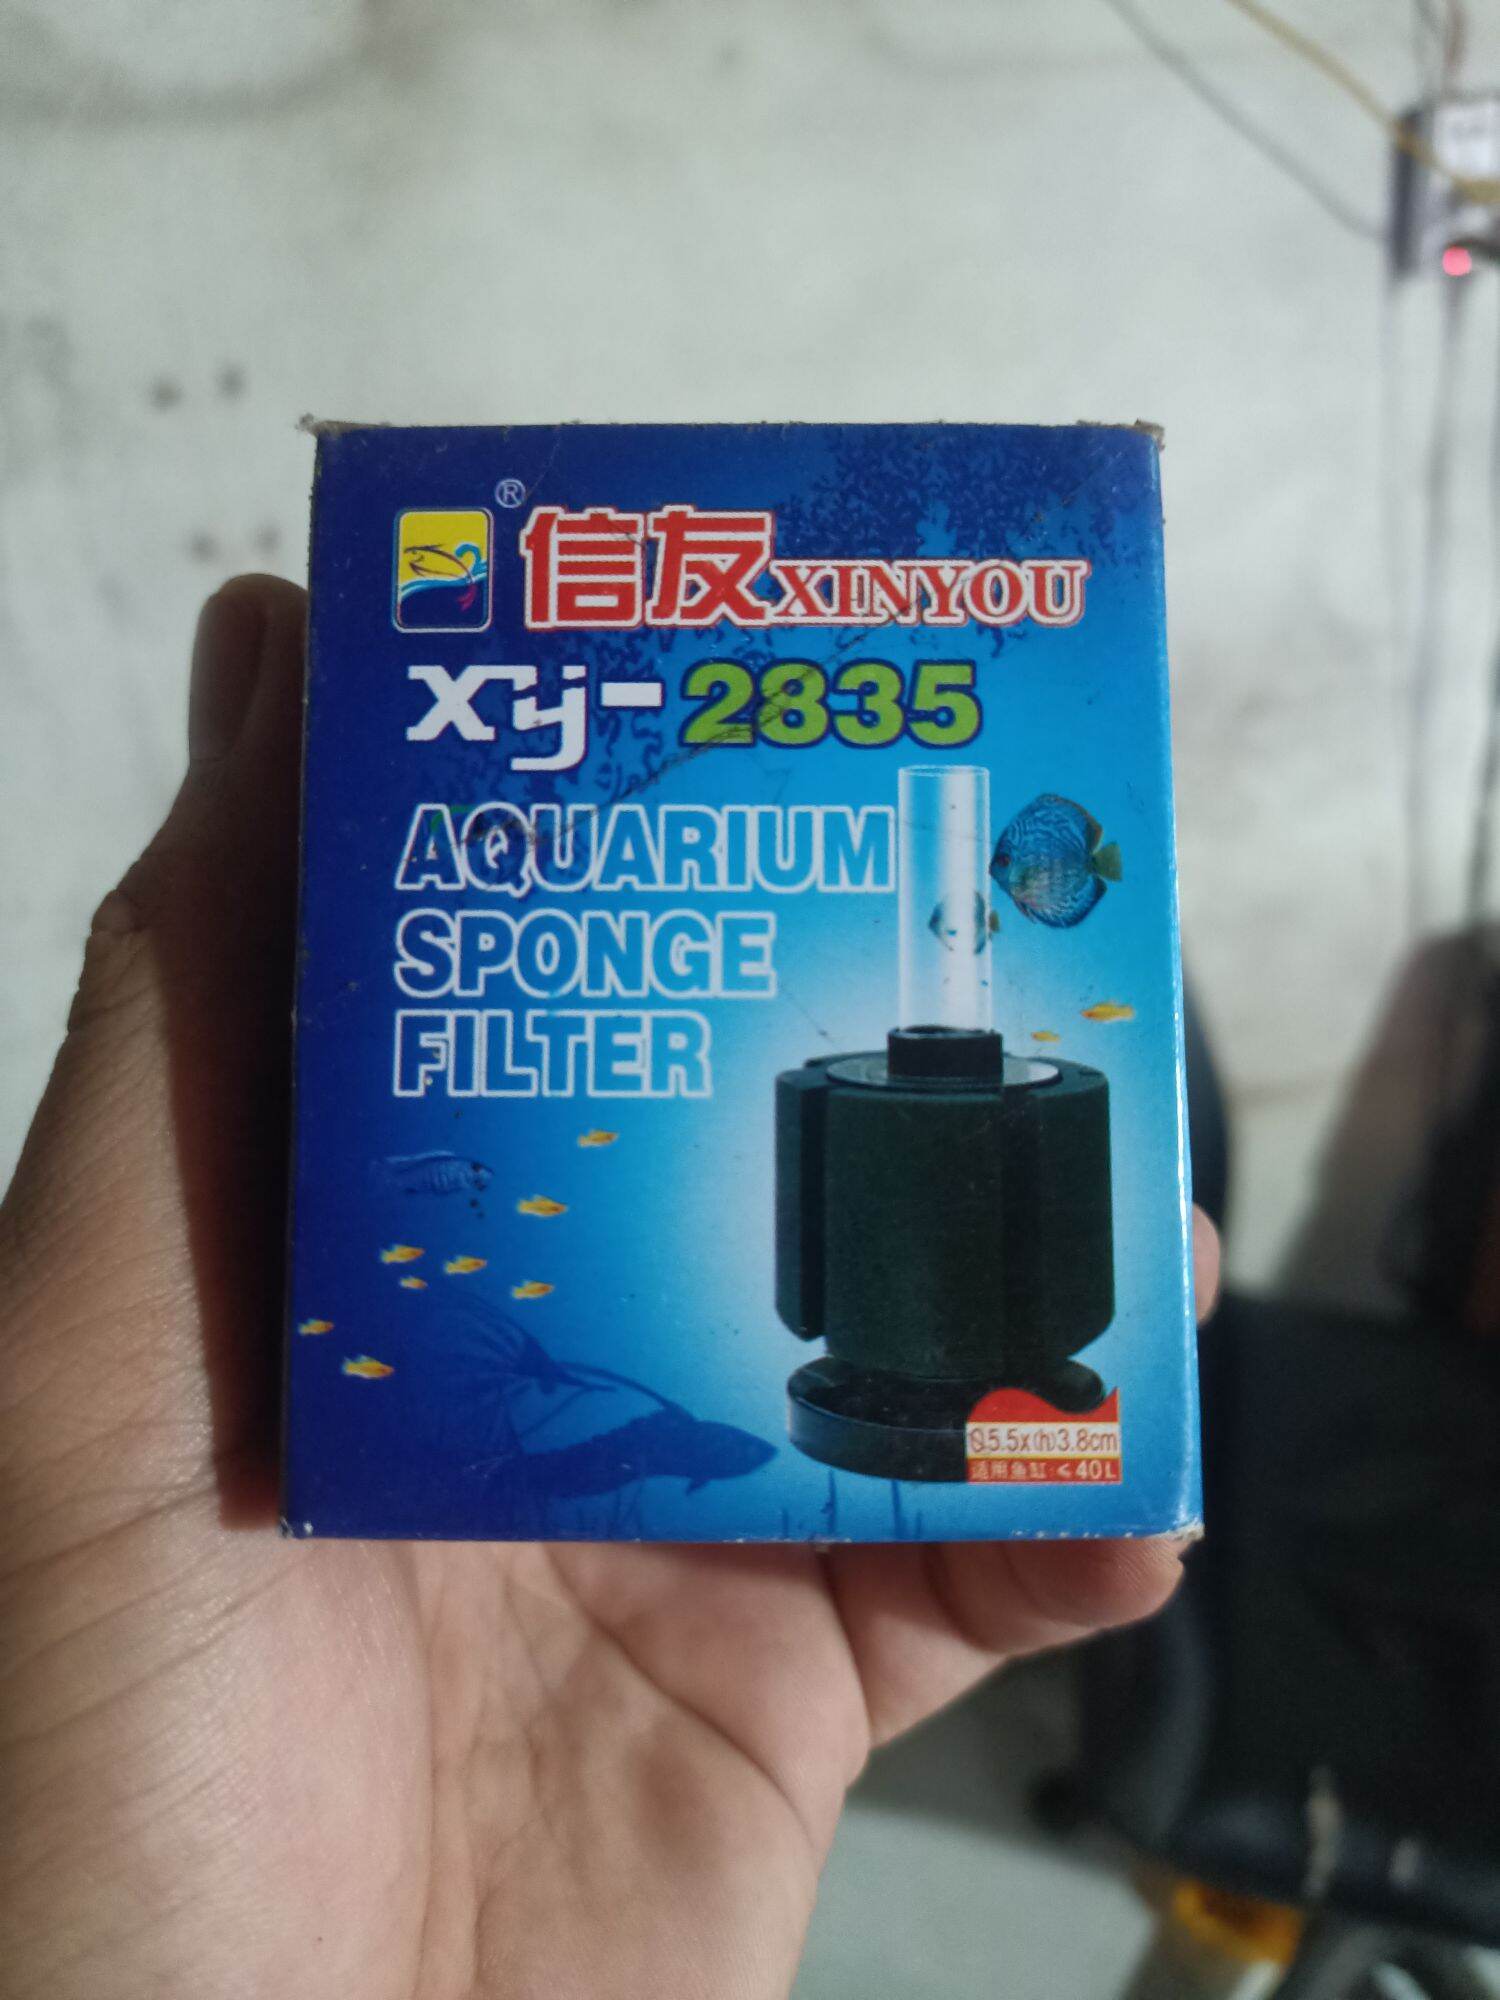 ®
信友XINYOU
xy-2835
AQUARIUM
SPONGE
FILTER
Q5.5x(h)3.8cm
适用鱼缸:≤40L